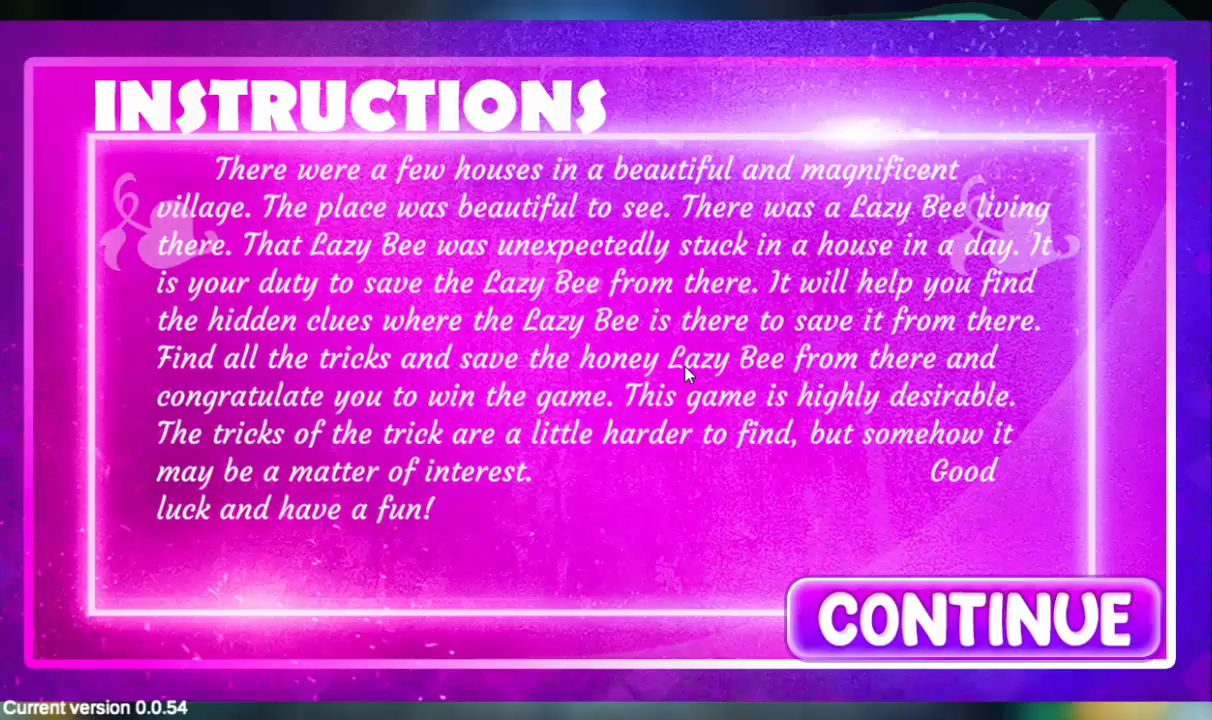 INSTRUCTIONS
There were a few houses in a beautiful and magnificent
village. The place was beautiful to see. There was a Lazy Bee living
there. That Lazy Bee was unexpectedly stuck in a house in a day. It
is your duty to save the Lazy Bee from there. It will help you find
the hidden clues where the Lazy Bee is there to save it from there.
Find all the tricks and save the honey Lazy Bee from there and
congratulate you to win the game. This game is highly desirable.
The tricks of the trick are a little harder to find, but somehow it
may be a matter of interest. Good
luck and have a fun!
CONTINUE
Current version 0.0.54